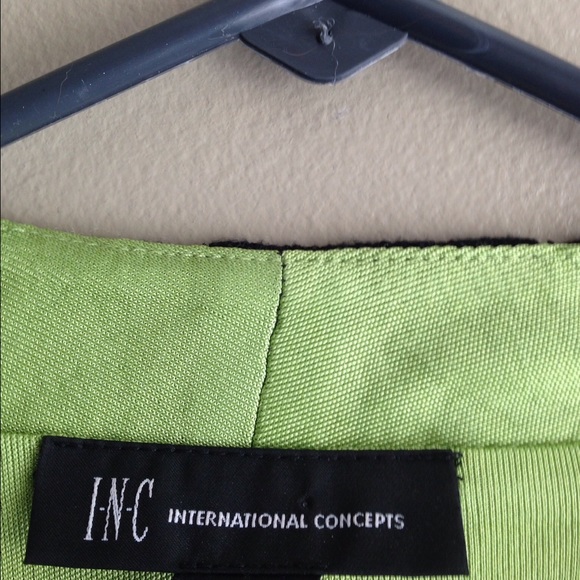 I-N-C INTERNATIONAL CONCEPTS